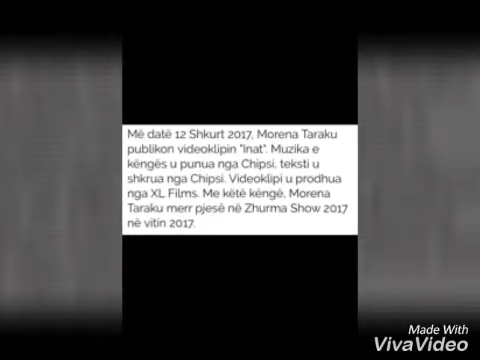 Më datë 12 Shkurt 2017, Morena Taraku
publikon videoklipin "Inat". Muzika e
këngës u punua nga Chipsi, teksti u
shkrua nga Chipsi. Videoklipi u prodhua
nga XL Films. Me këtë këngë, Morena
Taraku merr pjesë në Zhurma Show 2017
në vitin 2017.
Made With
VivaVideo